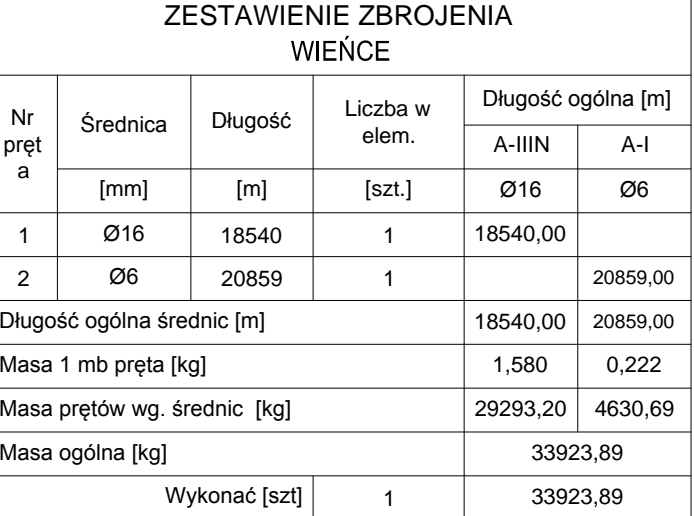 ZESTAWIENIE ZBROJENIA
WIEŃCE
Nr pręt a Średnica Długość Liczba w elem. Długość ogólna [m]
A-IIIN A-I
[mm] [m] [szt.] Ø16 Ø6
1 Ø16 18540 1 18540,00
2 Ø6 20859 1 20859,00
Długość ogólna średnic [m] 18540,00 20859,00
Masa 1 mb pręta [kg] 1,580 0,222
Masa prętów wg. średnic [kg] 29293,20 4630,69
Masa ogólna [kg] 33923,89
Wykonać [szt] 1 33923,89